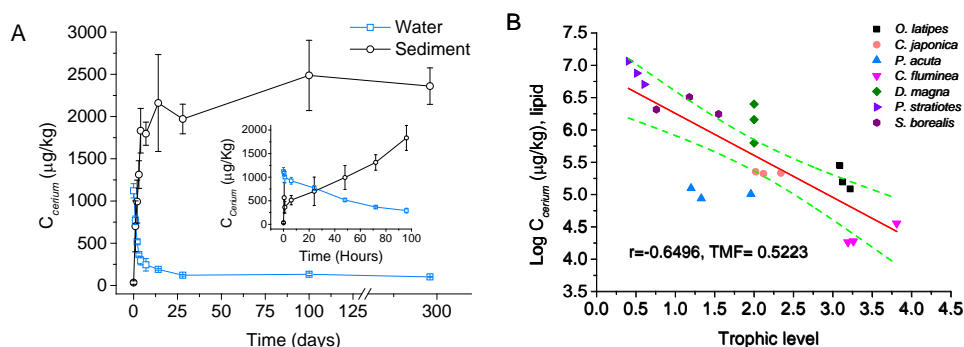 A
Water
Sediment
C_cerium (µg/Kg)
3000
2500
2000
1500
1000
500
0
0
25
50
75
100
125
300
Time (days)
C_Cerium (µg/Kg)
2000
1500
1000
500
0
0
20
40
60
80
100
Time (Hours)
B
O. latipes
C. japonica
P. acuta
C. fluminea
D. magna
P. stratiotes
S. borealis
Log C_cerium (µg/Kg), lipid
7.5
7.0
6.5
6.0
5.5
5.0
4.5
4.0
3.5
r=-0.6496, TMF= 0.5223
0.0 0.5 1.0 1.5 2.0 2.5 3.0 3.5 4.0 4.5
Trophic level